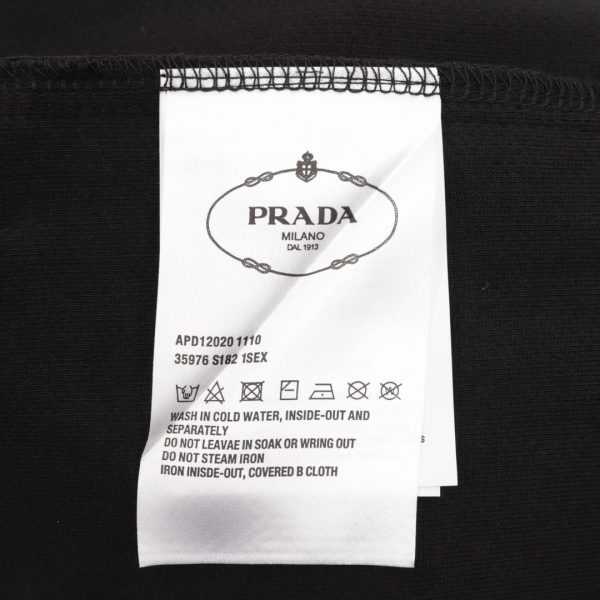 PRADA
MILANO
DAL 1913
APD12020 1110
35976 S182 1SEX
WASH IN COLD WATER, INSIDE-OUT AND
SEPARATELY
DO NOT LEAVAE IN SOAK OR WRING OUT
DO NOT STEAM IRON
IRON INISDE-OUT, COVERED B CLOTH